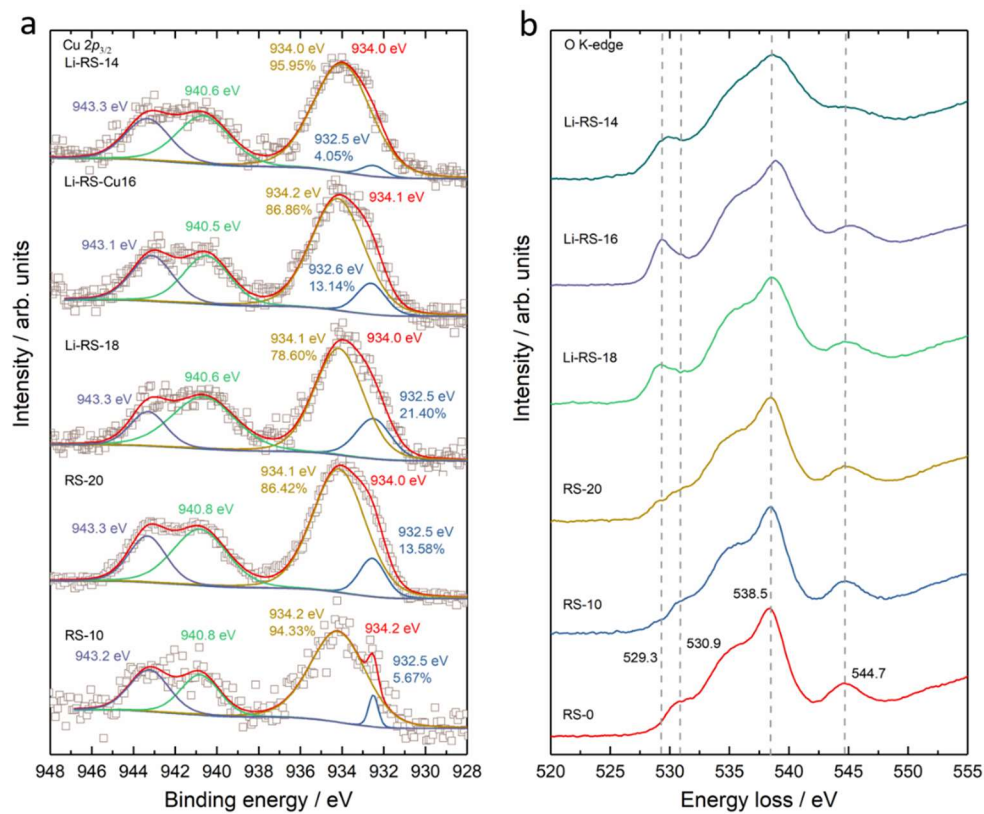 a
Cu 2p3/2
Li-RS-14
943.3 eV
940.6 eV
934.0 eV
95.95%
934.0 eV
932.5 eV
4.05%
Li-RS-Cu16
943.1 eV
940.5 eV
934.2 eV
86.86%
934.1 eV
932.6 eV
13.14%
Li-RS-18
943.3 eV
940.6 eV
934.1 eV
78.60%
934.0 eV
932.5 eV
21.40%
RS-20
943.3 eV
940.8 eV
934.1 eV
86.42%
934.0 eV
932.5 eV
13.58%
RS-10
943.2 eV
940.8 eV
934.2 eV
94.33%
934.2 eV
932.5 eV
5.67%
Intensity / arb. units
948 946 944 942 940 938 936 934 932 930 928
Binding energy / eV
b
O K-edge
Li-RS-14
Li-RS-16
Li-RS-18
RS-20
RS-10
RS-0
529.3
530.9
538.5
544.7
Intensity / arb. units
520 525 530 535 540 545 550 555
Energy loss / eV